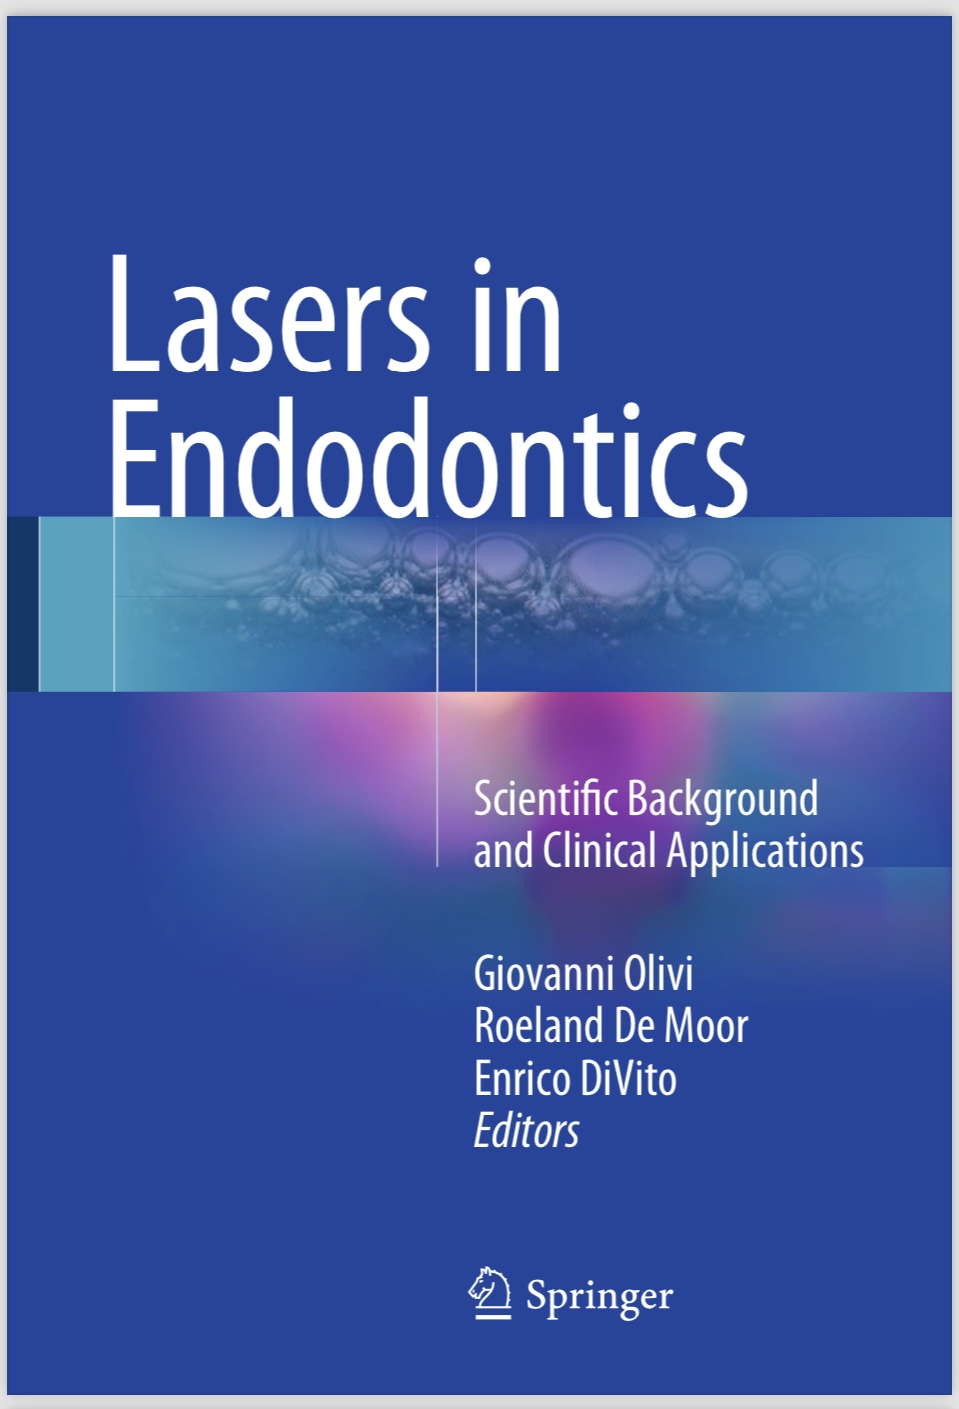 Lasers in
Endodontics
Scientific Background
and Clinical Applications
Giovanni Olivi
Roeland De Moor
Enrico DiVito
Editors
Springer